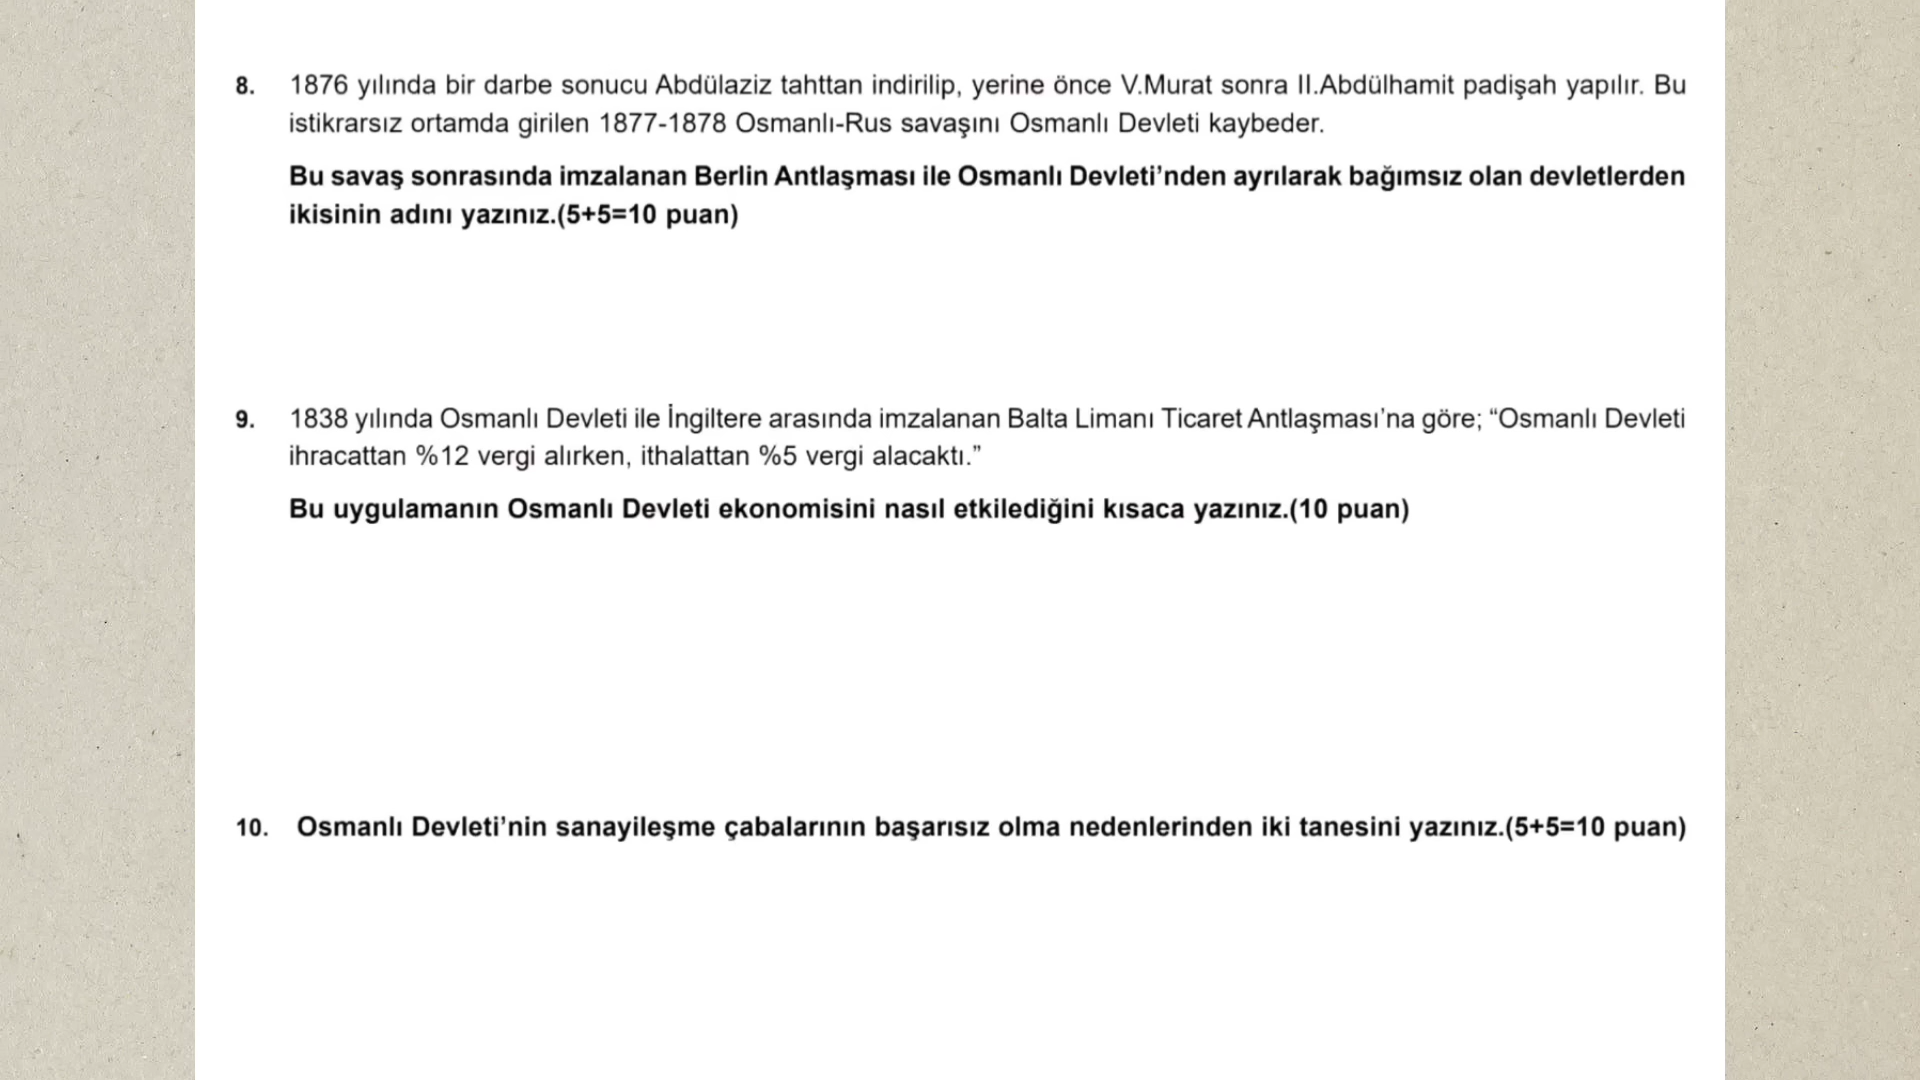 8. 1876 yılında bir darbe sonucu Abdülaziz tahttan indirilip, yerine önce V.Murat sonra II.Abdülhamit padişah yapılır. Bu
istikrarsız ortamda girilen 1877-1878 Osmanlı-Rus savaşını Osmanlı Devleti kaybeder.
Bu savaş sonrasında imzalanan Berlin Antlaşması ile Osmanlı Devleti’nden ayrılarak bağımsız olan devletlerden
ikisinin adını yazınız.(5+5=10 puan)
9. 1838 yılında Osmanlı Devleti ile İngiltere arasında imzalanan Balta Limanı Ticaret Antlaşması’na göre; “Osmanlı Devleti
ihracattan %12 vergi alırken, ithalattan %5 vergi alacaktı.”
Bu uygulamanın Osmanlı Devleti ekonomisini nasıl etkilediğini kısaca yazınız.(10 puan)
10. Osmanlı Devleti’nin sanayileşme çabalarının başarısız olma nedenlerinden iki tanesini yazınız.(5+5=10 puan)